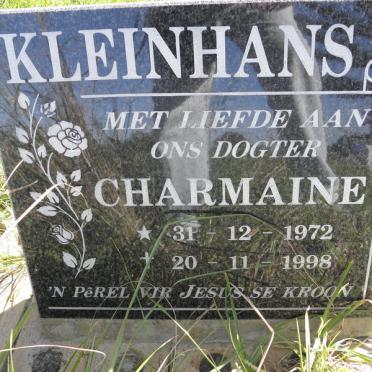 KLEINHANS
MET LIEFDE AAN
ONS DOGTER
CHARMAINE
★ 31 - 12 - 1972
✝ 20 - 11 - 1998
'N PêREL VIR JESUS SE KROON